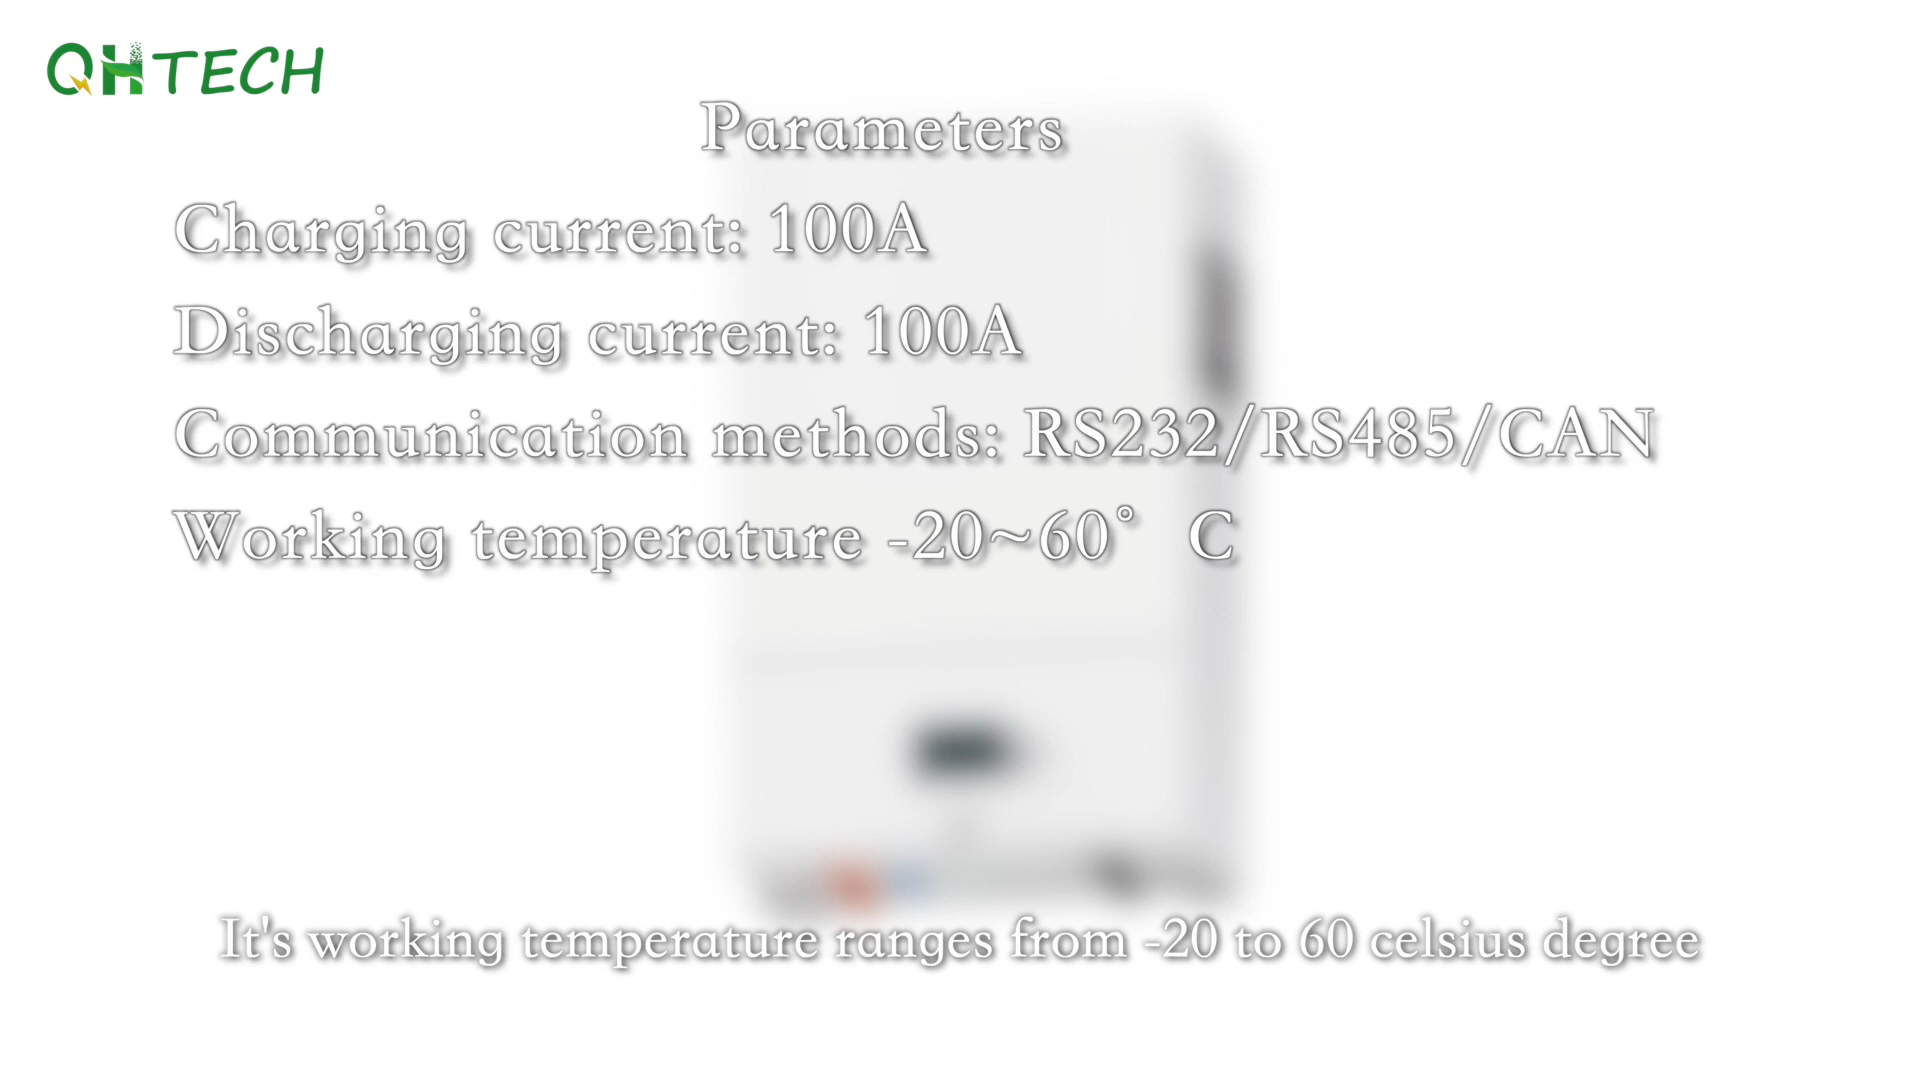 QHTECH
Parameters
Charging current: 100A
Discharging current: 100A
Communication methods: RS232/RS485/CAN
Working temperature -20~60° C
It's working temperature ranges from -20 to 60 celsius degree